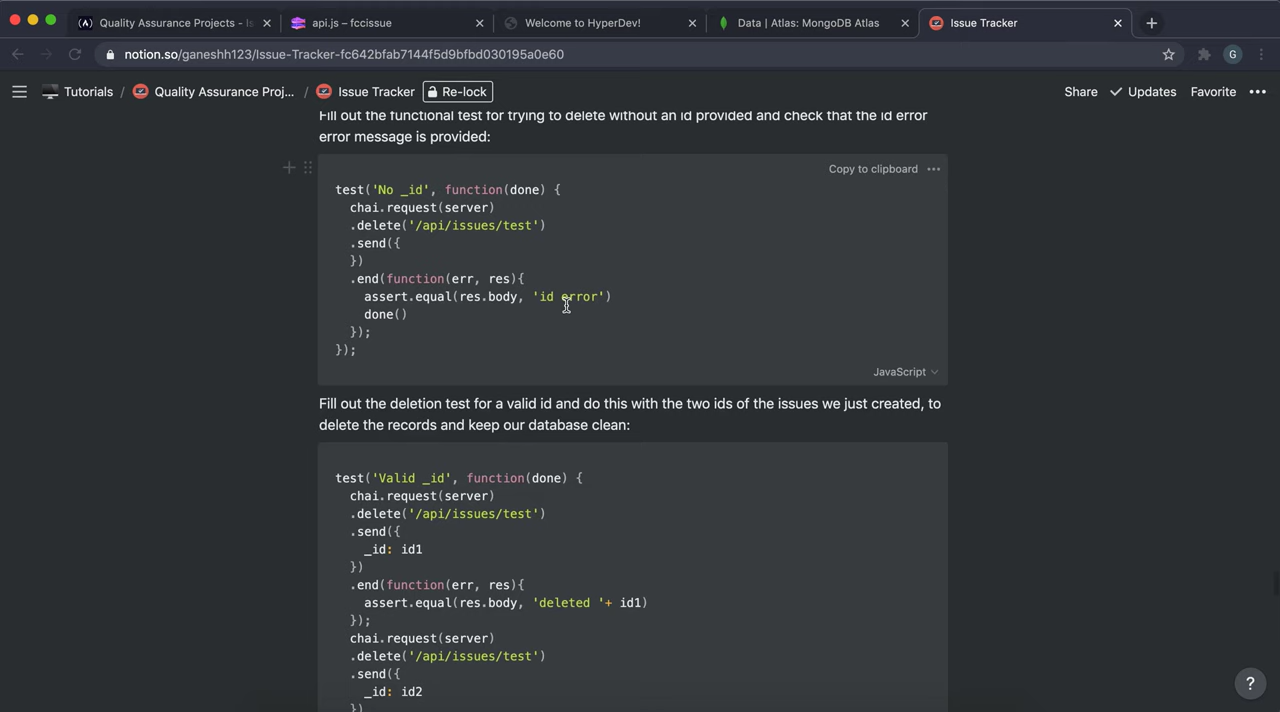 Quality Assurance Projects - Is
api.js – fccissue
Welcome to HyperDev!
Data | Atlas: MongoDB Atlas
Issue Tracker
notion.so/ganeshh123/Issue-Tracker-fc642bfab7144f5d9bfbd030195a0e60
G
Tutorials / Quality Assurance Proj... / Issue Tracker Re-lock
Share Updates Favorite
Fill out the functional test for trying to delete without an id provided and check that the id error
error message is provided:
Copy to clipboard
test('No _id', function(done) {
chai.request(server)
.delete('/api/issues/test')
.send({
})
.end(function(err, res){
assert.equal(res.body, 'id error')
done()
});
});
JavaScript
Fill out the deletion test for a valid id and do this with the two ids of the issues we just created, to
delete the records and keep our database clean:
test('Valid _id', function(done) {
chai.request(server)
.delete('/api/issues/test')
.send({
_id: id1
})
.end(function(err, res){
assert.equal(res.body, 'deleted '+ id1)
});
chai.request(server)
.delete('/api/issues/test')
.send({
_id: id2
})
?